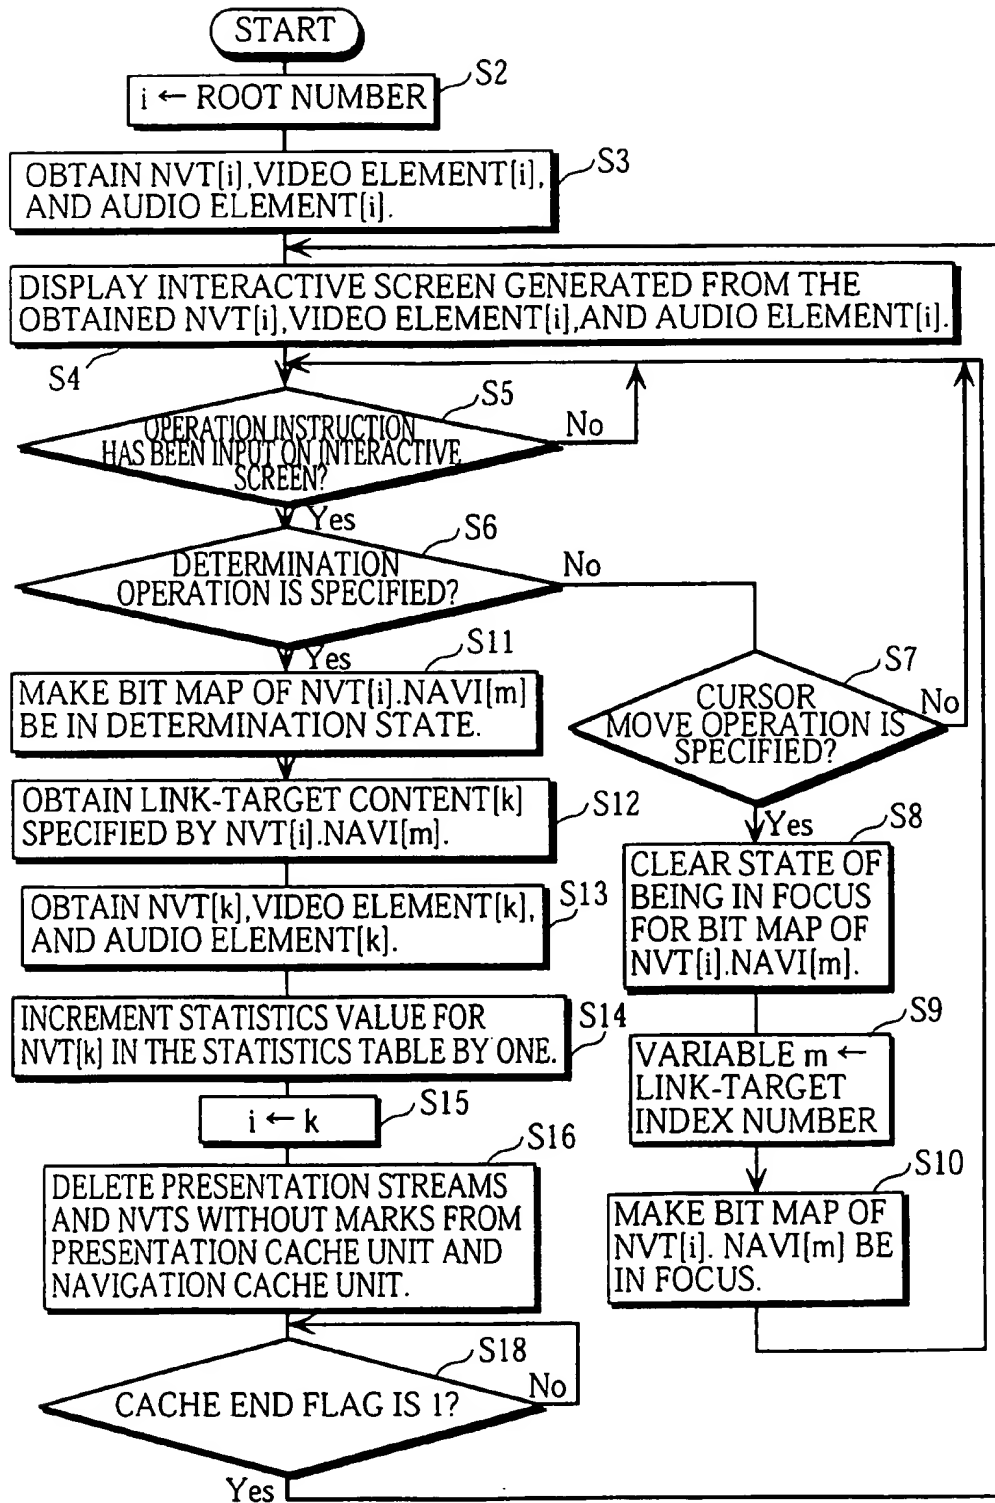 START
S2
i ← ROOT NUMBER
S3
OBTAIN NVT[i],VIDEO ELEMENT[i],
AND AUDIO ELEMENT[i].
DISPLAY INTERACTIVE SCREEN GENERATED FROM THE
OBTAINED NVT[i],VIDEO ELEMENT[i],AND AUDIO ELEMENT[i].
S4
S5
OPERATION INSTRUCTION
HAS BEEN INPUT ON INTERACTIVE
SCREEN?
No
Yes
S6
DETERMINATION
OPERATION IS SPECIFIED?
No
Yes
S11
MAKE BIT MAP OF NVT[i].NAVI[m]
BE IN DETERMINATION STATE.
S7
CURSOR
MOVE OPERATION IS
SPECIFIED?
No
Yes
S12
OBTAIN LINK-TARGET CONTENT[k]
SPECIFIED BY NVT[i].NAVI[m].
S8
CLEAR STATE OF
BEING IN FOCUS
FOR BIT MAP OF
NVT[i].NAVI[m].
S13
OBTAIN NVT[k],VIDEO ELEMENT[k],
AND AUDIO ELEMENT[k].
S14
INCREMENT STATISTICS VALUE FOR
NVT[k] IN THE STATISTICS TABLE BY ONE.
S9
VARIABLE m ←
LINK-TARGET
INDEX NUMBER
S15
i ← k
S16
DELETE PRESENTATION STREAMS
AND NVTS WITHOUT MARKS FROM
PRESENTATION CACHE UNIT AND
NAVIGATION CACHE UNIT.
S10
MAKE BIT MAP OF
NVT[i]. NAVI[m] BE
IN FOCUS.
S18
CACHE END FLAG IS 1?
No
Yes